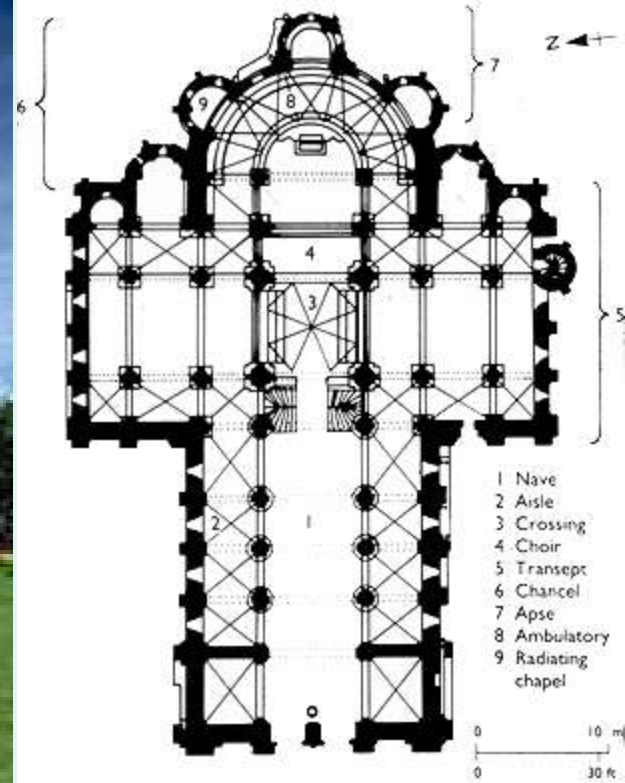 N
6
7
9
8
4
3
5
2
1
1 Nave
2 Aisle
3 Crossing
4 Choir
5 Transept
6 Chancel
7 Apse
8 Ambulatory
9 Radiating
chapel
0 10 m
0 30 ft